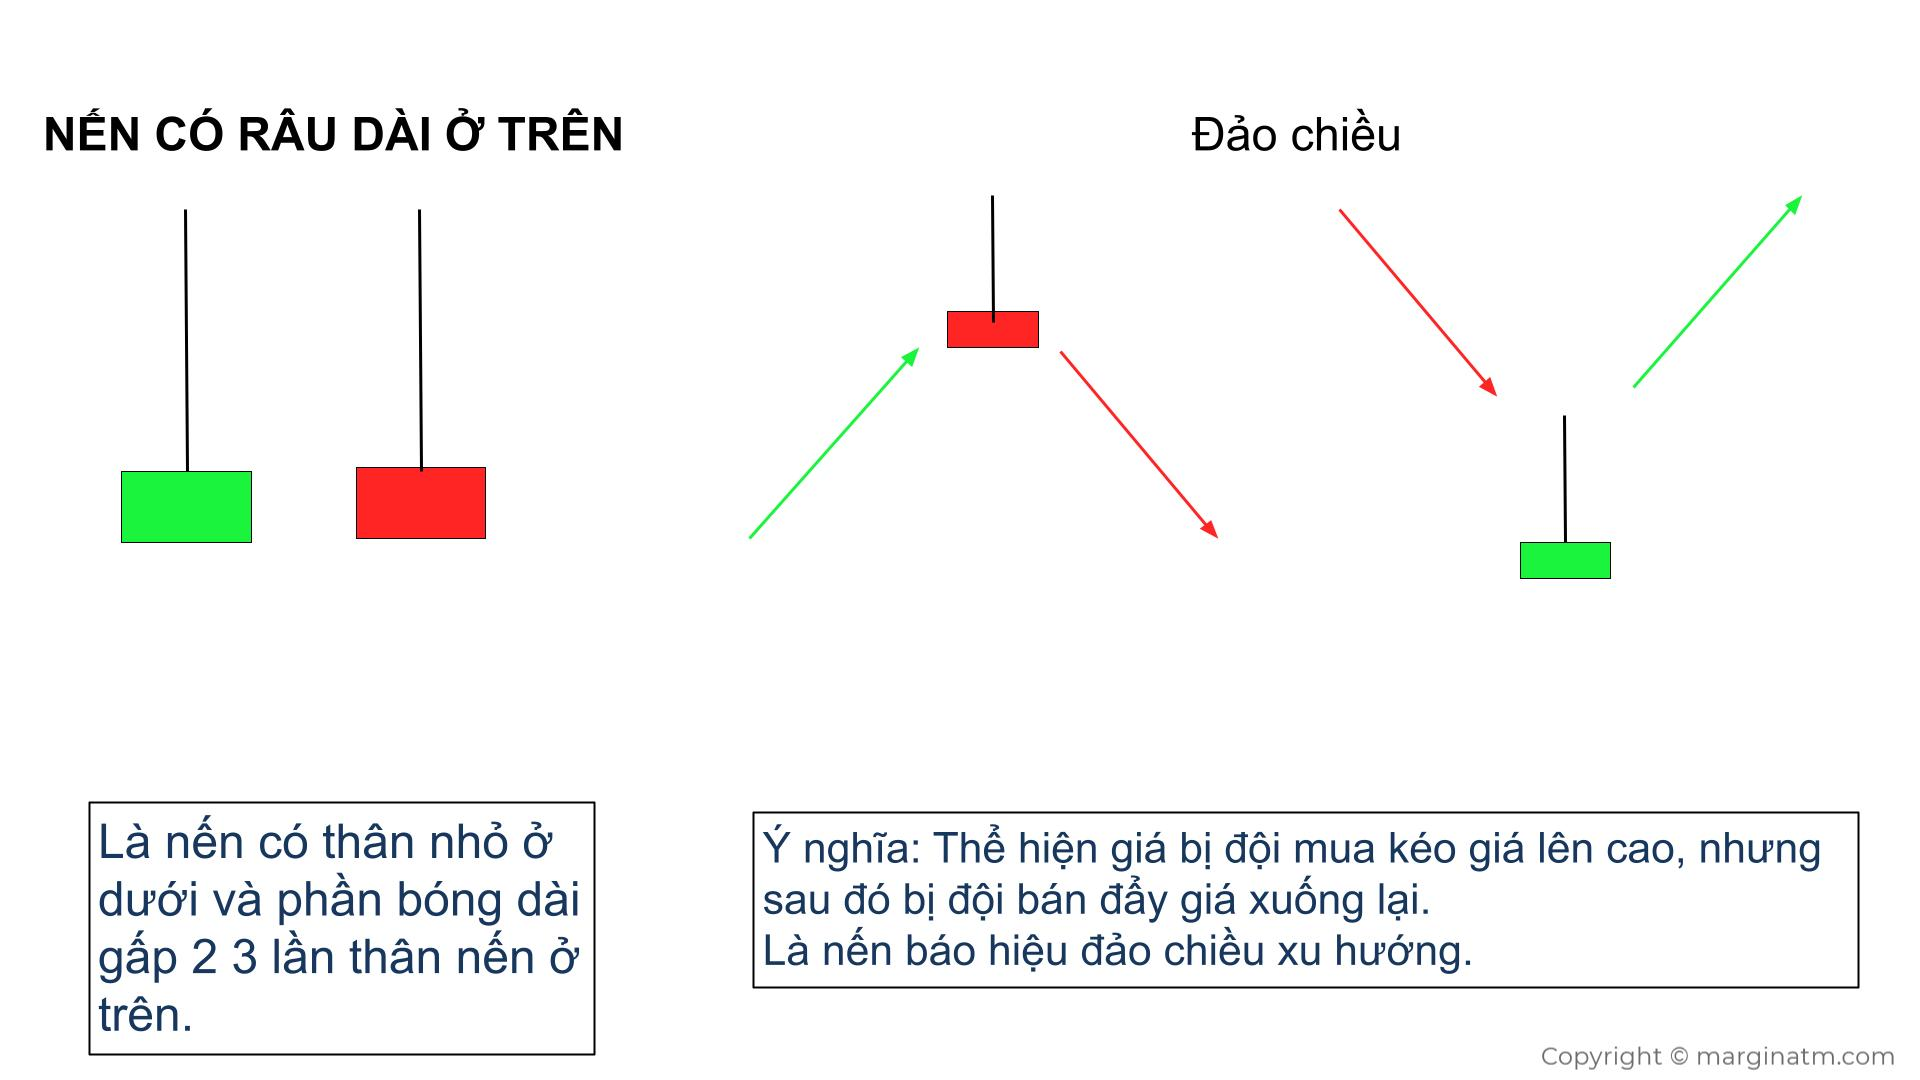 NẾN CÓ RÂU DÀI Ở TRÊN
Đảo chiều
Là nến có thân nhỏ ở
dưới và phần bóng dài
gấp 2 3 lần thân nến ở
trên.
Ý nghĩa: Thể hiện giá bị đội mua kéo giá lên cao, nhưng
sau đó bị đội bán đẩy giá xuống lại.
Là nến báo hiệu đảo chiều xu hướng.
Copyright © marginatm.com